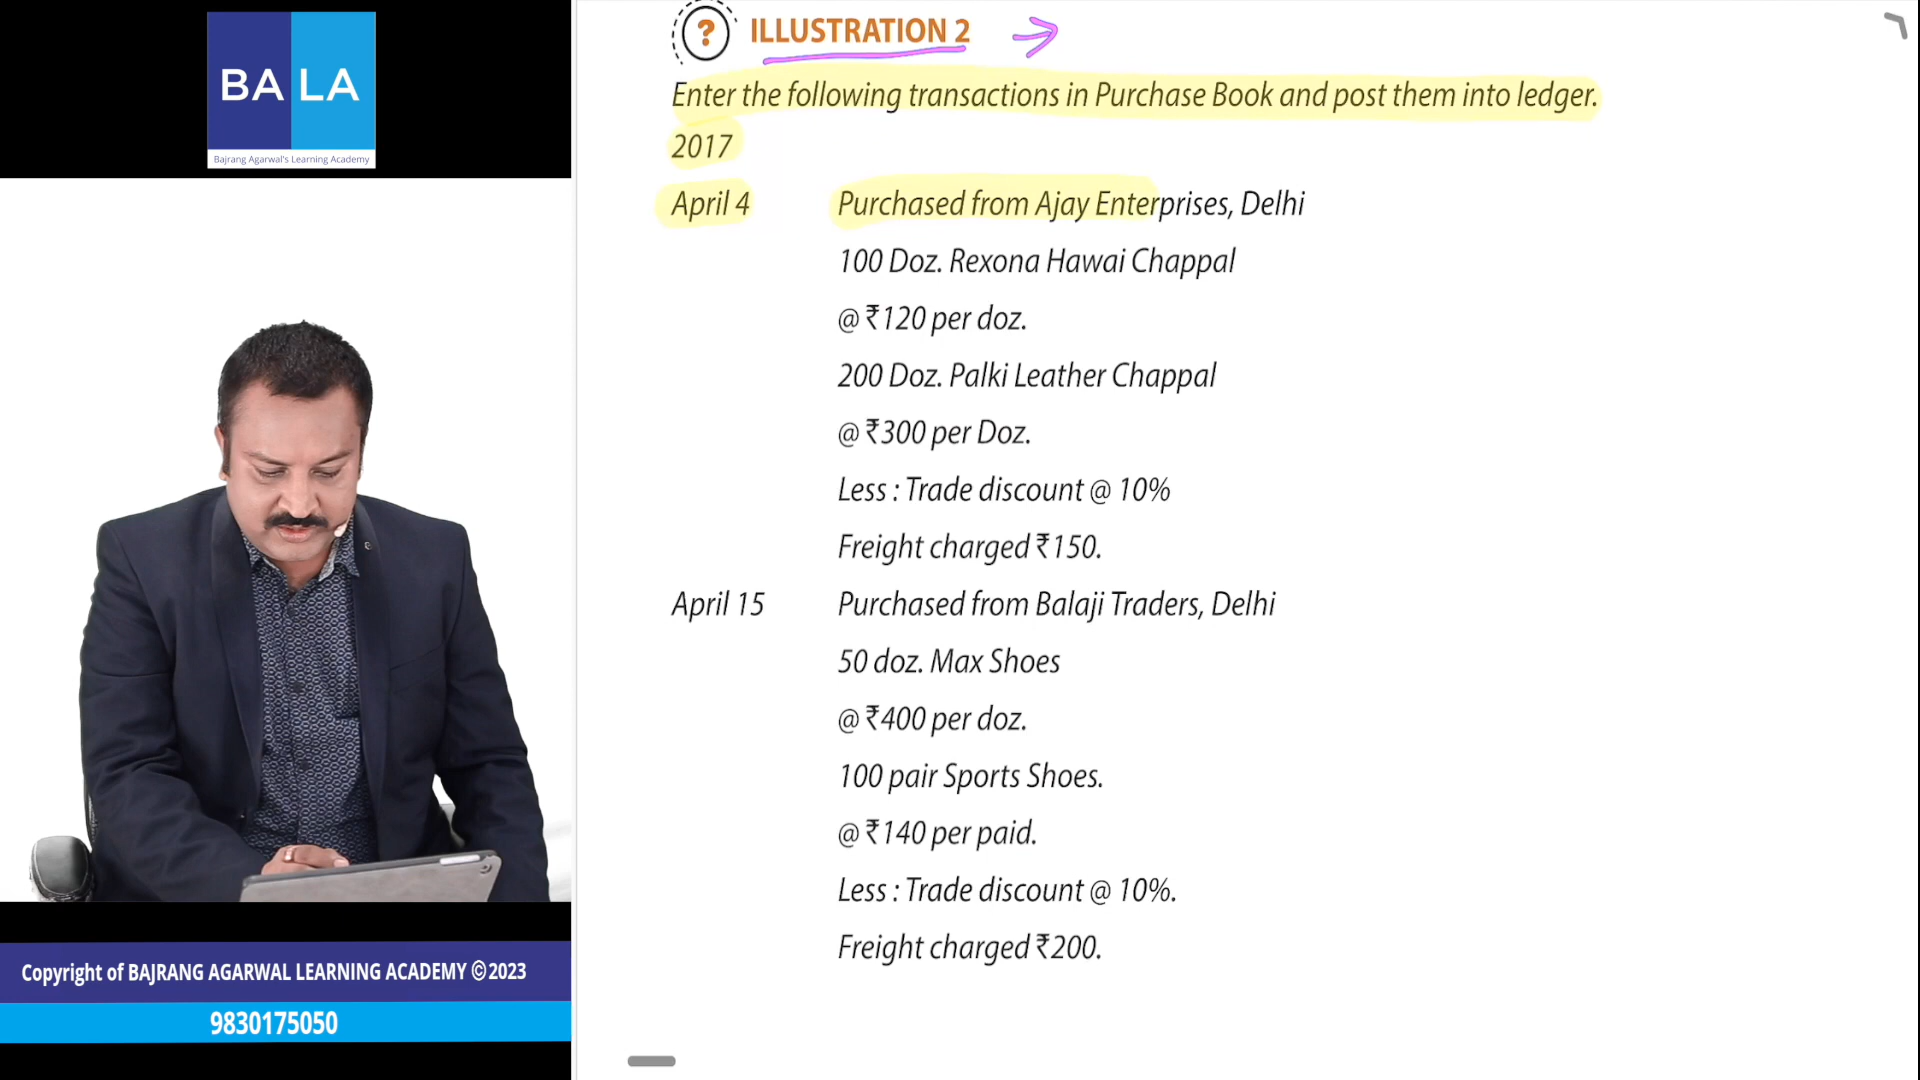 BA LA
Bajrang Agarwal's Learning Academy
? ILLUSTRATION 2
Enter the following transactions in Purchase Book and post them into ledger.
2017
April 4 Purchased from Ajay Enterprises, Delhi
100 Doz. Rexona Hawai Chappal
@ ₹120 per doz.
200 Doz. Palki Leather Chappal
@ ₹300 per Doz.
Less : Trade discount @ 10%
Freight charged ₹150.
April 15 Purchased from Balaji Traders, Delhi
50 doz. Max Shoes
@ ₹400 per doz.
100 pair Sports Shoes.
@ ₹140 per paid.
Less : Trade discount @ 10%.
Freight charged ₹200.
Copyright of BAJRANG AGARWAL LEARNING ACADEMY ©2023
9830175050